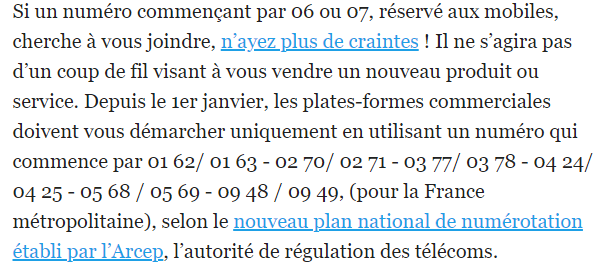 Si un numéro commençant par 06 ou 07, réservé aux mobiles,
cherche à vous joindre, n’ayez plus de craintes ! Il ne s’agira pas
d’un coup de fil visant à vous vendre un nouveau produit ou
service. Depuis le 1er janvier, les plates-formes commerciales
doivent vous démarcher uniquement en utilisant un numéro qui
commence par 01 62/ 01 63 - 02 70/ 02 71 - 03 77/ 03 78 - 04 24/
04 25 - 05 68 / 05 69 - 09 48 / 09 49, (pour la France
métropolitaine), selon le nouveau plan national de numérotation
établi par l’Arcep, l’autorité de régulation des télécoms.